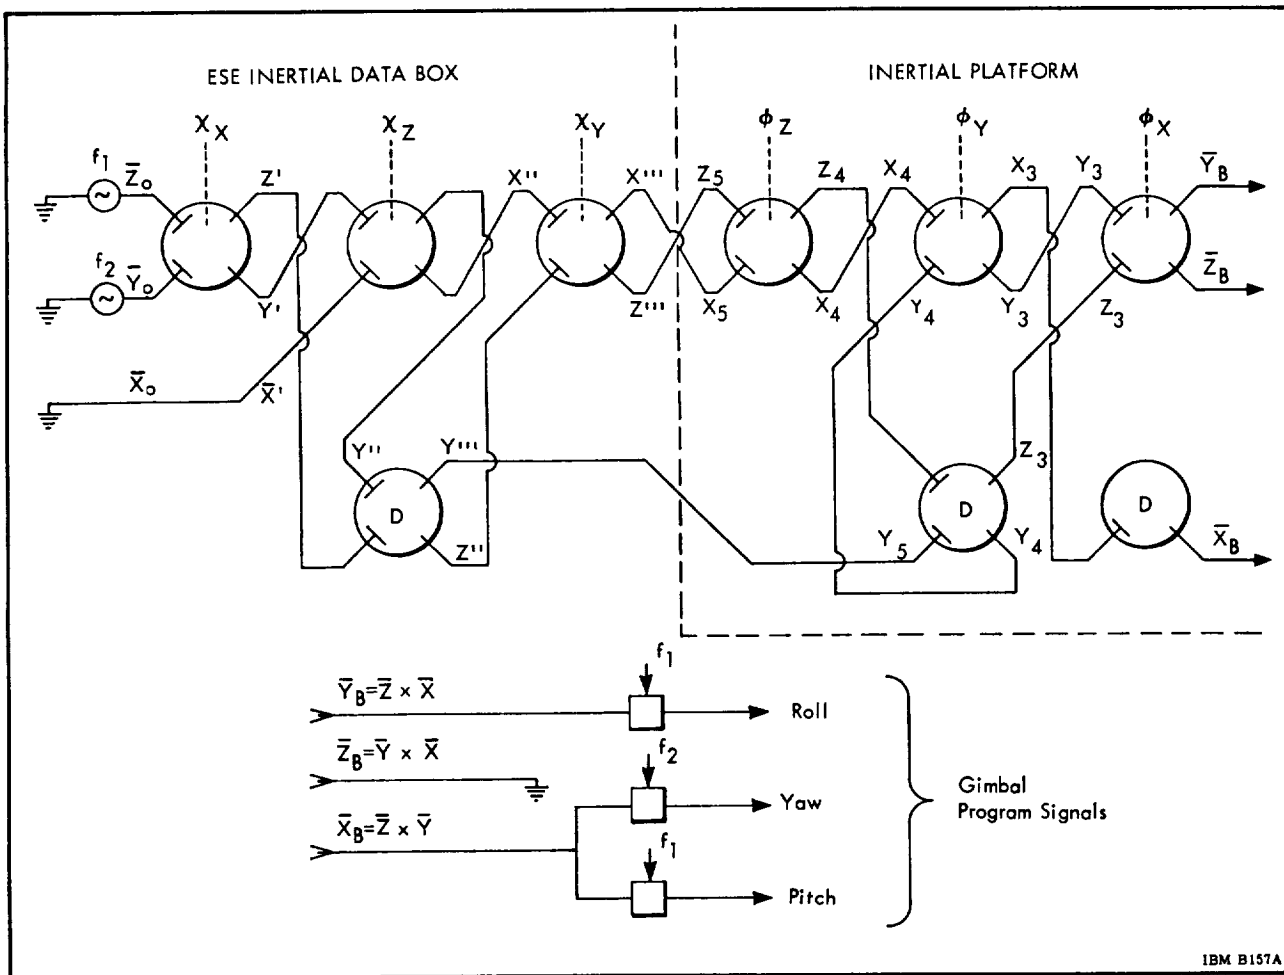 ESE INERTIAL DATA BOX
INERTIAL PLATFORM
χX
χZ
χY
ϕZ
ϕY
ϕX
f1
Z̄o
Z'
X''
X'''
Z5
Z4
X4
X3
Y3
ȲB
f2
Ȳo
Y'
Z'''
X5
X4
Y4
Y3
Z3
Z̄B
X̄o
X̄'
Y''
Y'''
Z3
D
D
D
Z''
Y5
Y4
X̄B
f1
ȲB=Z̄ x X̄
Roll
Z̄B=Ȳ x X̄
f2
Yaw
Gimbal
Program Signals
X̄B=Z̄ x Ȳ
f1
Pitch
IBM B157A